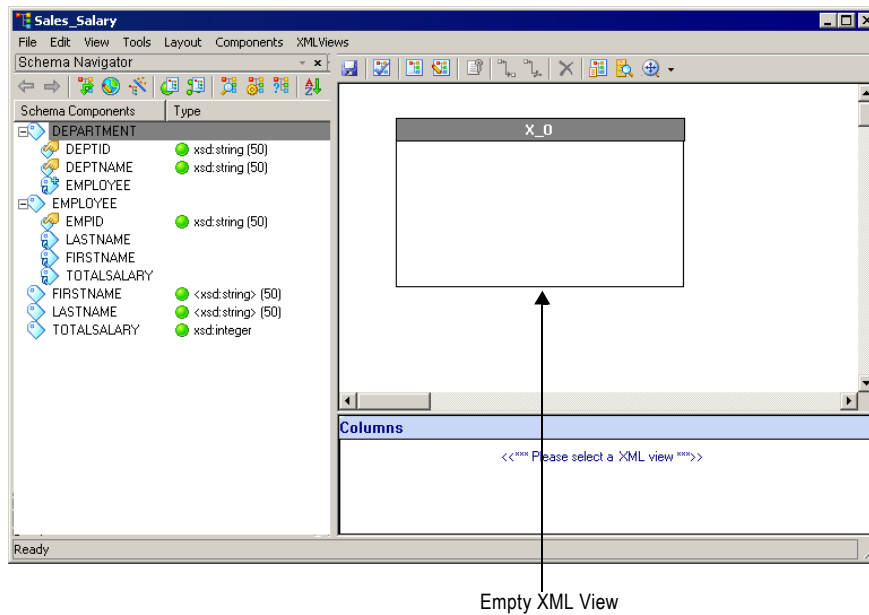 Sales_Salary
File Edit View Tools Layout Components XMLViews
Schema Navigator
Schema Components Type
DEPARTMENT
DEPTID xsd:string (50)
DEPTNAME xsd:string (50)
EMPLOYEE
EMPLOYEE
EMPID xsd:string (50)
LASTNAME
FIRSTNAME
TOTALSALARY
FIRSTNAME <xsd:string> (50)
LASTNAME <xsd:string> (50)
TOTALSALARY xsd:integer
X_0
Columns
<<*** Please select a XML view ***>>
Ready
Empty XML View